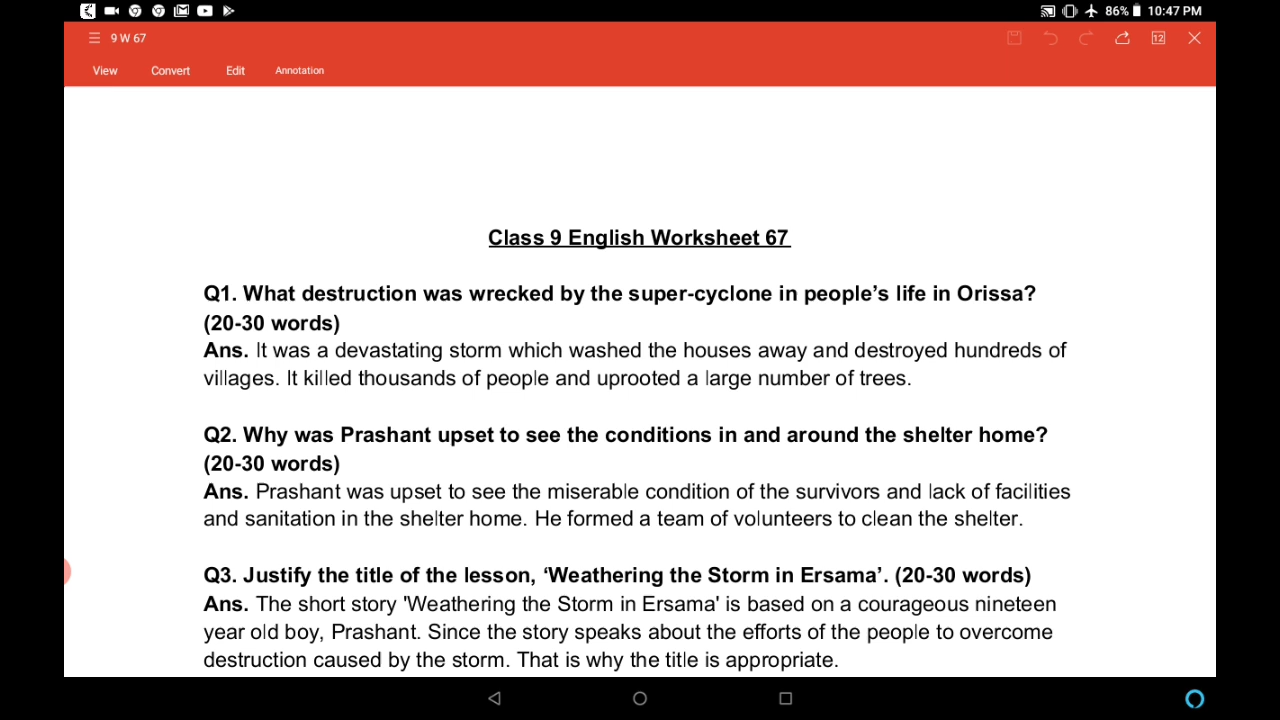 86% 10:47 PM
9 W 67
12
View Convert Edit Annotation
Class 9 English Worksheet 67
Q1. What destruction was wrecked by the super-cyclone in people’s life in Orissa?
(20-30 words)
Ans. It was a devastating storm which washed the houses away and destroyed hundreds of
villages. It killed thousands of people and uprooted a large number of trees.
Q2. Why was Prashant upset to see the conditions in and around the shelter home?
(20-30 words)
Ans. Prashant was upset to see the miserable condition of the survivors and lack of facilities
and sanitation in the shelter home. He formed a team of volunteers to clean the shelter.
Q3. Justify the title of the lesson, ‘Weathering the Storm in Ersama’. (20-30 words)
Ans. The short story 'Weathering the Storm in Ersama' is based on a courageous nineteen
year old boy, Prashant. Since the story speaks about the efforts of the people to overcome
destruction caused by the storm. That is why the title is appropriate.